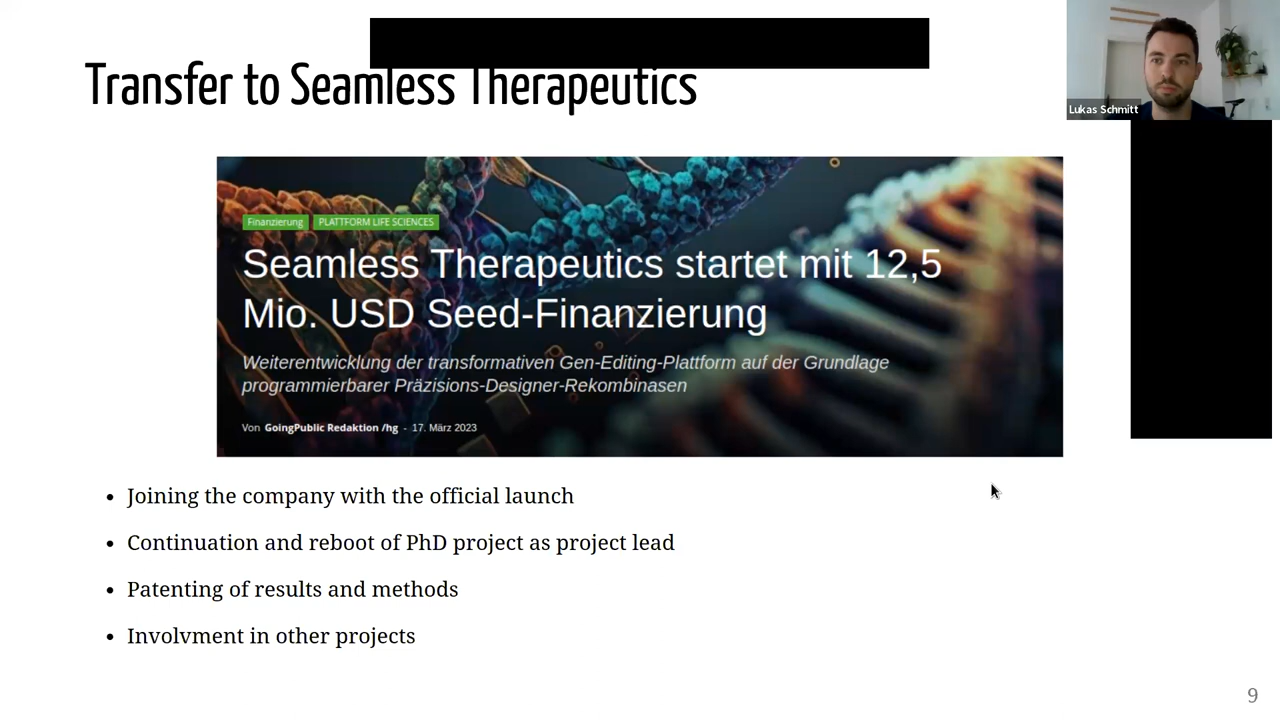 Transfer to Seamless Therapeutics
Lukas Schmitt
Finanzierung PLATTFORM LIFE SCIENCES
Seamless Therapeutics startet mit 12,5
Mio. USD Seed-Finanzierung
Weiterentwicklung der transformativen Gen-Editing-Plattform auf der Grundlage
programmierbarer Präzisions-Designer-Rekombinasen
Von GoingPublic Redaktion /hg - 17. März 2023
• Joining the company with the official launch
• Continuation and reboot of PhD project as project lead
• Patenting of results and methods
• Involvment in other projects
9